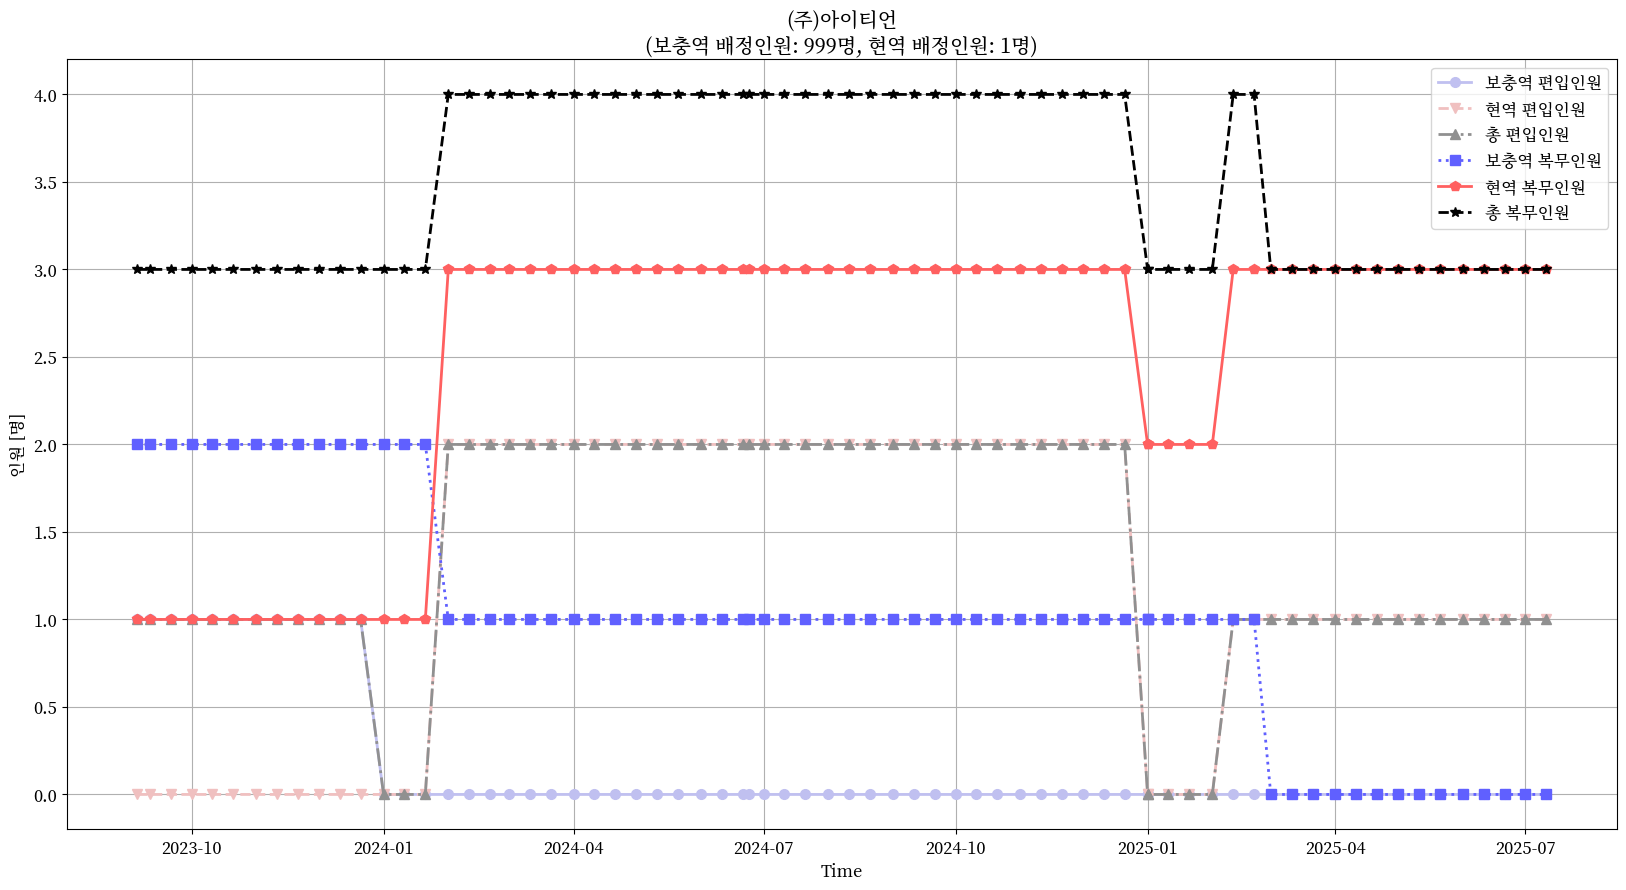 (주)아이티언
(보충역 배정인원: 999명, 현역 배정인원: 1명)
보충역 편입인원
현역 편입인원
총 편입인원
보충역 복무인원
현역 복무인원
총 복무인원
인원 [명]
4.0
3.5
3.0
2.5
2.0
1.5
1.0
0.5
0.0
2023-10
2024-01
2024-04
2024-07
2024-10
2025-01
2025-04
2025-07
Time